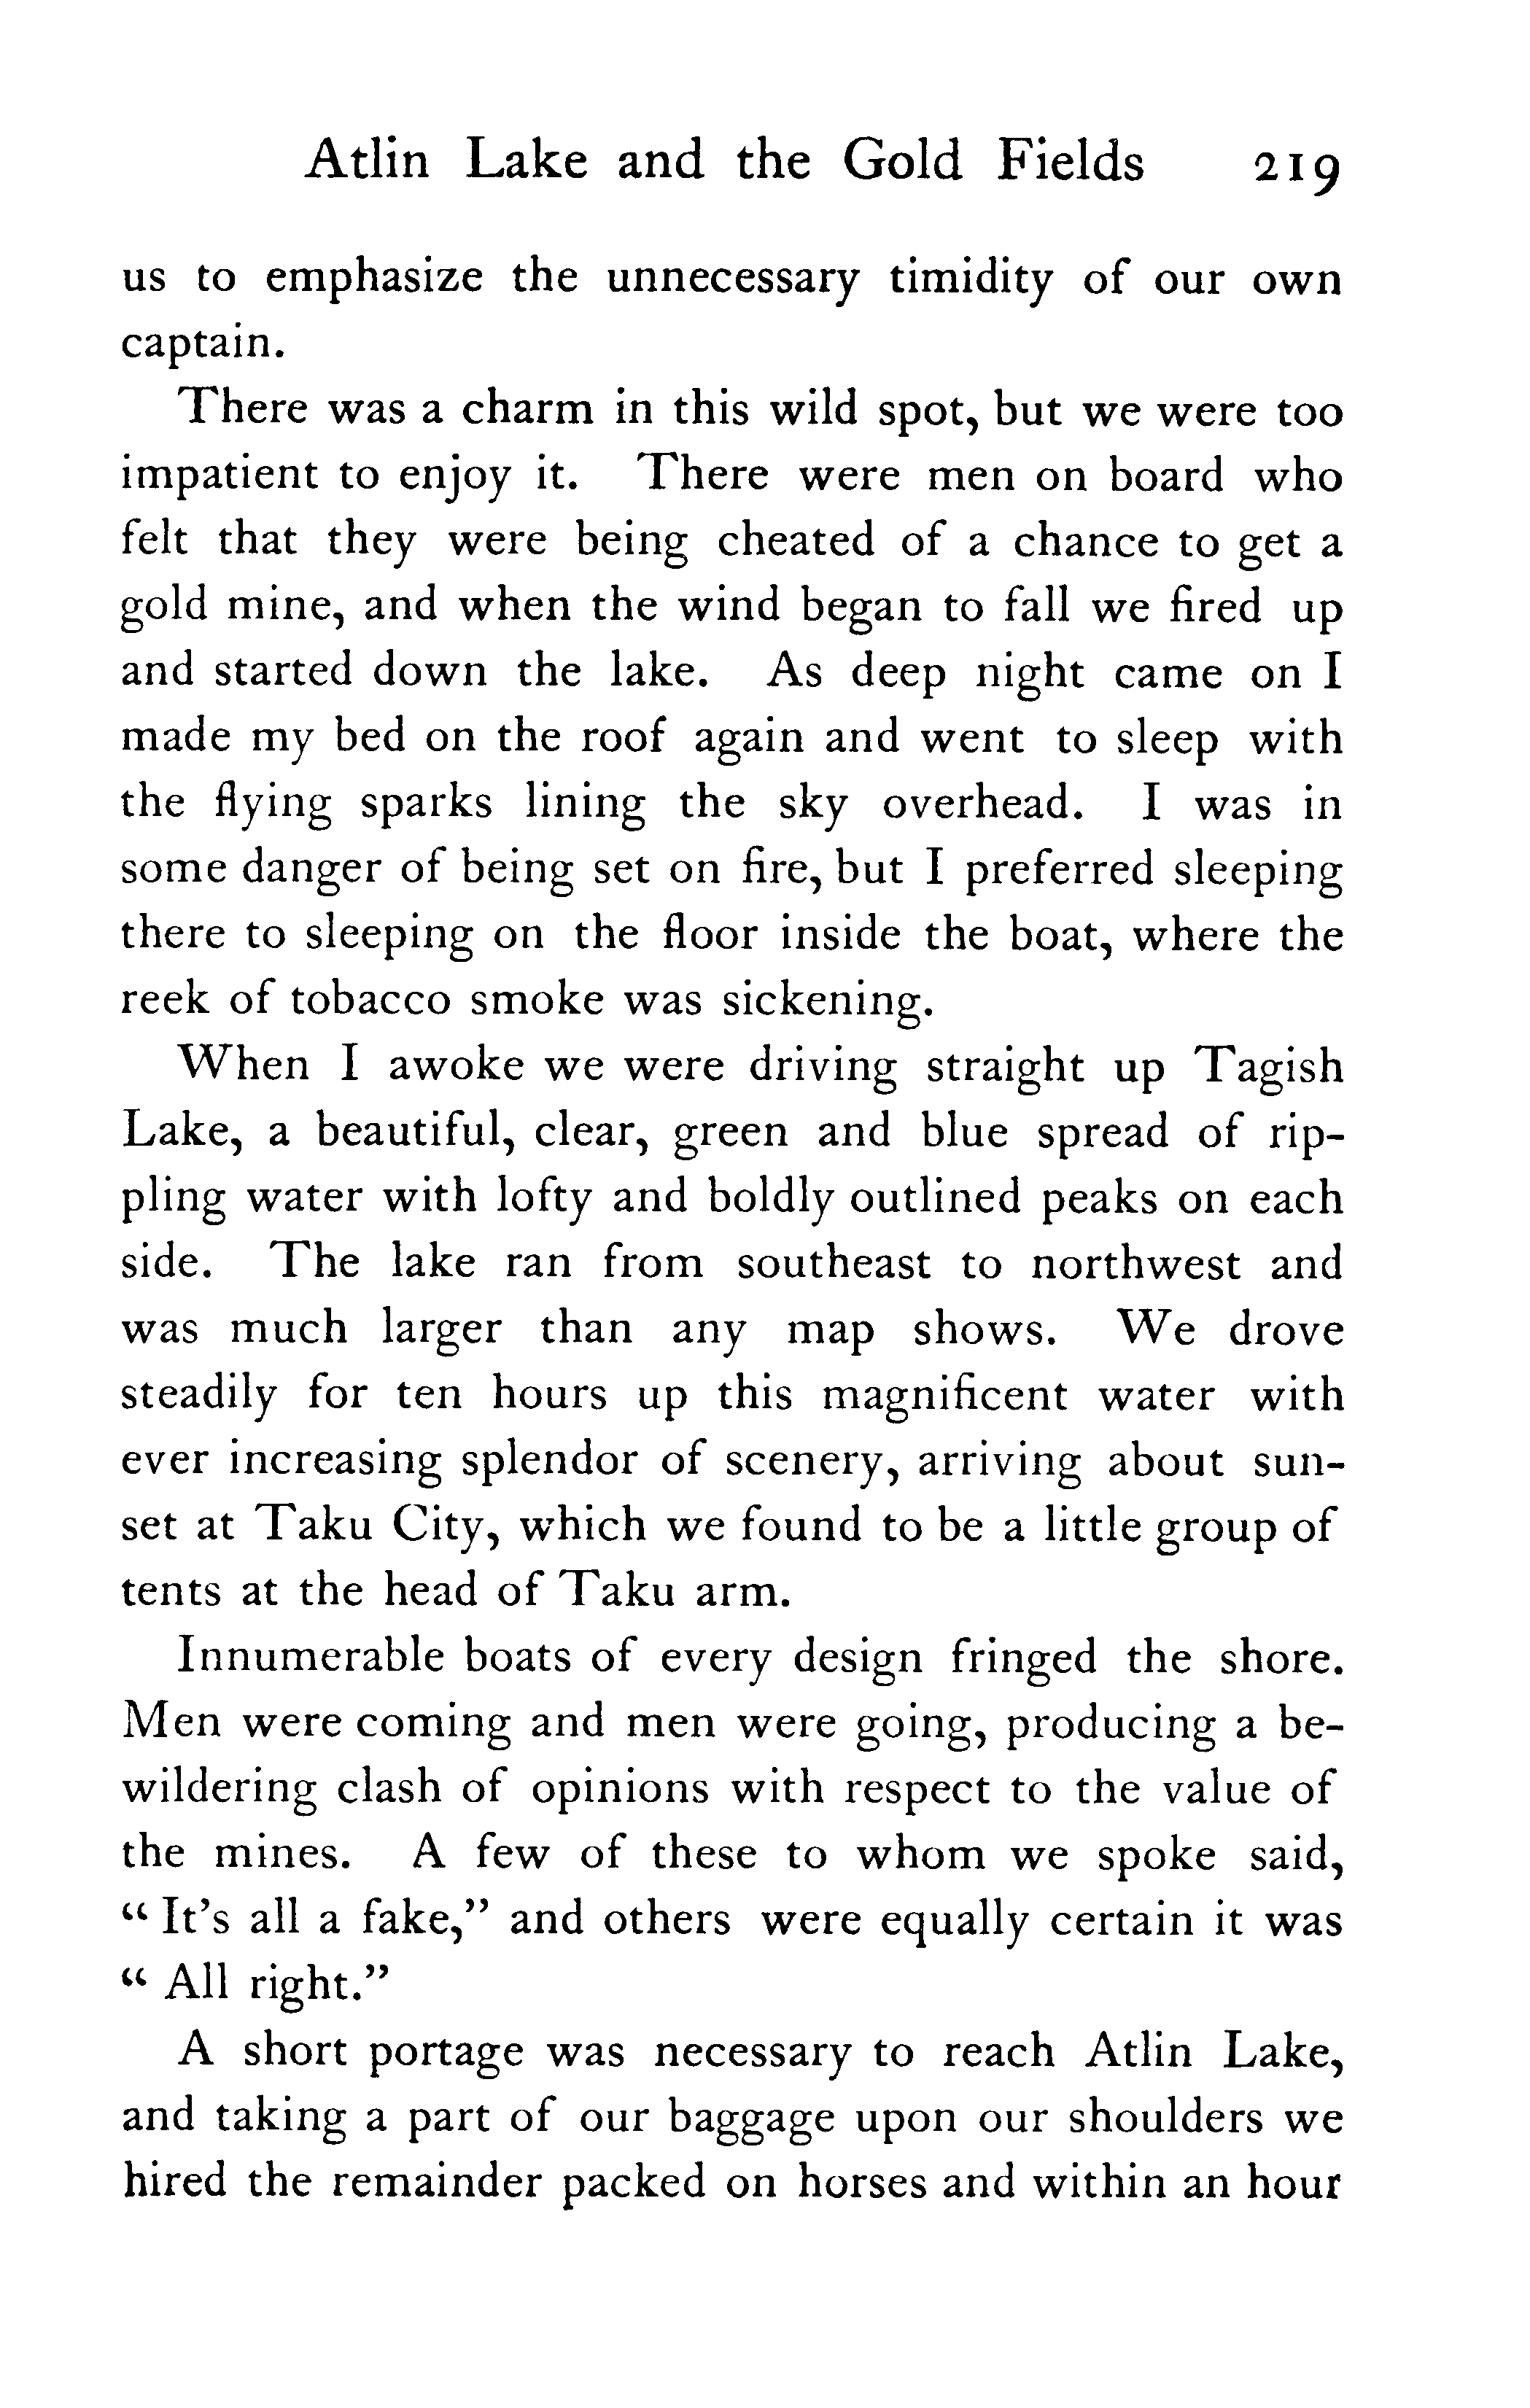 Atlin Lake and the Gold Fields 219
us to emphasize the unnecessary timidity of our own
captain.
There was a charm in this wild spot, but we were too
impatient to enjoy it. There were men on board who
felt that they were being cheated of a chance to get a
gold mine, and when the wind began to fall we fired up
and started down the lake. As deep night came on I
made my bed on the roof again and went to sleep with
the flying sparks lining the sky overhead. I was in
some danger of being set on fire, but I preferred sleeping
there to sleeping on the floor inside the boat, where the
reek of tobacco smoke was sickening.
When I awoke we were driving straight up Tagish
Lake, a beautiful, clear, green and blue spread of rip-
pling water with lofty and boldly outlined peaks on each
side. The lake ran from southeast to northwest and
was much larger than any map shows. We drove
steadily for ten hours up this magnificent water with
ever increasing splendor of scenery, arriving about sun-
set at Taku City, which we found to be a little group of
tents at the head of Taku arm.
Innumerable boats of every design fringed the shore.
Men were coming and men were going, producing a be-
wildering clash of opinions with respect to the value of
the mines. A few of these to whom we spoke said,
“ It’s all a fake,” and others were equally certain it was
“ All right.”
A short portage was necessary to reach Atlin Lake,
and taking a part of our baggage upon our shoulders we
hired the remainder packed on horses and within an hour